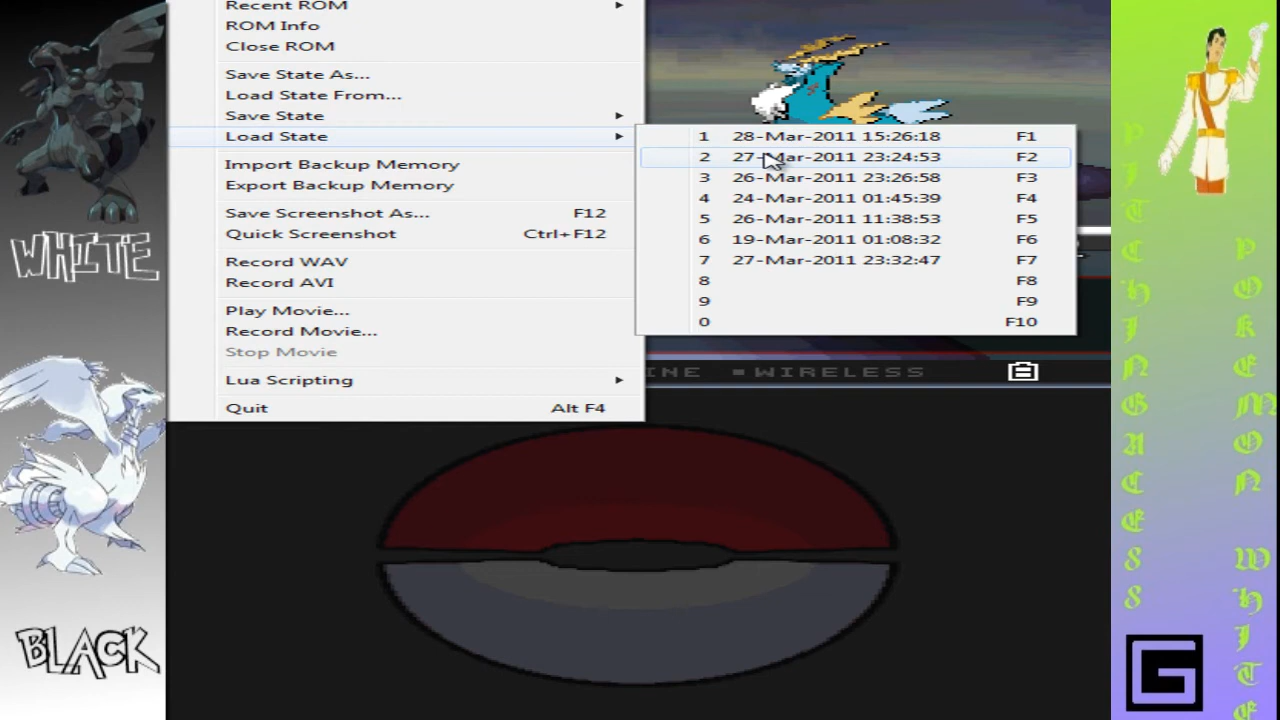 Recent ROM
ROM Info
Close ROM
Save State As...
Load State From...
Save State
Load State
Import Backup Memory
Export Backup Memory
Save Screenshot As... F12
Quick Screenshot Ctrl+F12
Record WAV
Record AVI
Play Movie...
Record Movie...
Stop Movie
Lua Scripting
Quit Alt F4
1 28-Mar-2011 15:26:18 F1
2 27-Mar-2011 23:24:53 F2
3 26-Mar-2011 23:26:58 F3
4 24-Mar-2011 01:45:39 F4
5 26-Mar-2011 11:38:53 F5
6 19-Mar-2011 01:08:32 F6
7 27-Mar-2011 23:32:47 F7
8 F8
9 F9
0 F10
INE WIRELESS
WHITE
BLACK
PITCHINGACESS
POKEMON WHITE
G